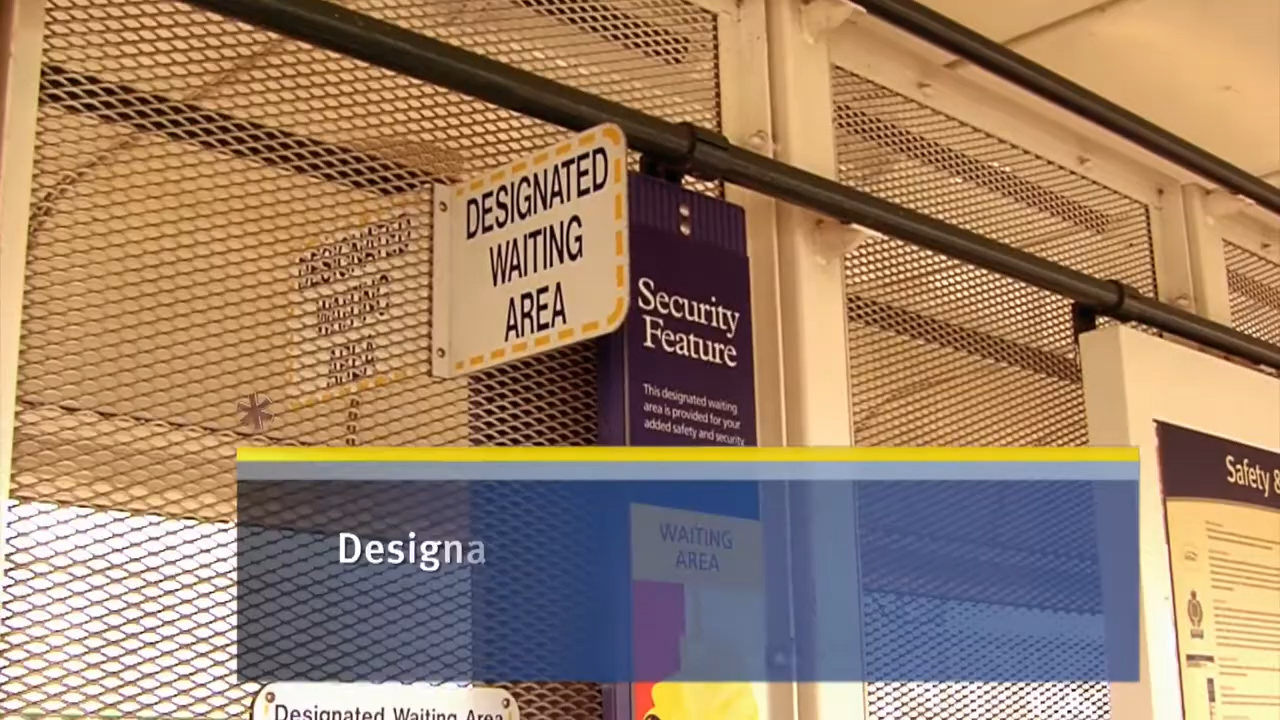 DESIGNATED
WAITING
AREA
Security
Feature
This designated waiting
area is provided for your
added safety and security
Safety &
Designa
WAITING
AREA
Designated Waiting Area